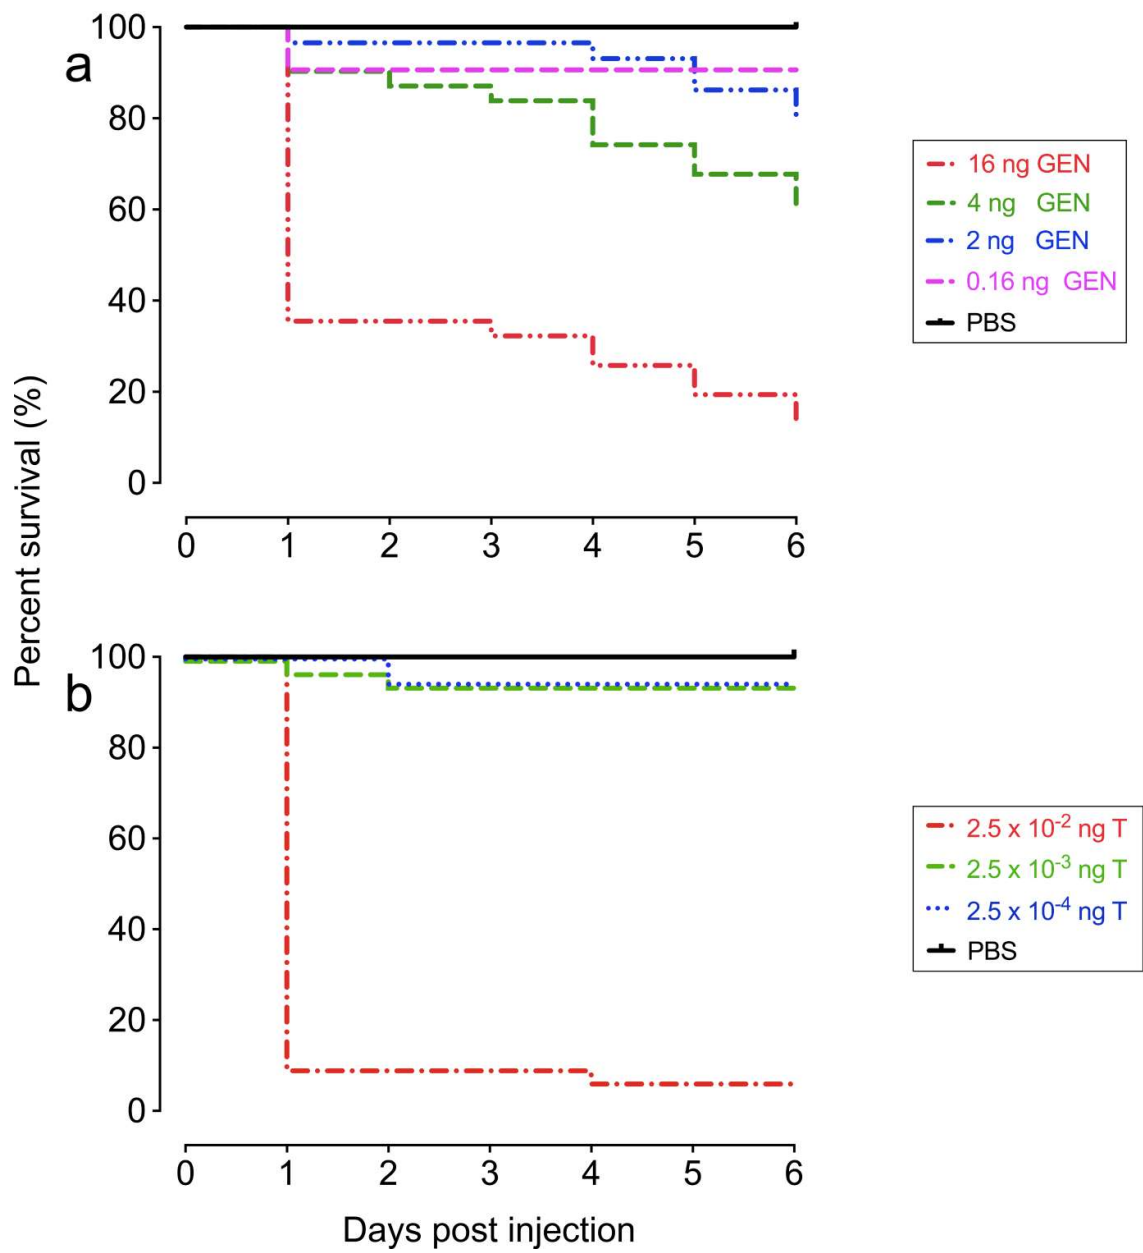 a
100
80
60
40
20
0
0 1 2 3 4 5 6
16 ng GEN
4 ng GEN
2 ng GEN
0.16 ng GEN
PBS
Percent survival (%)
b
100
80
60
40
20
0
0 1 2 3 4 5 6
2.5 x 10⁻² ng T
2.5 x 10⁻³ ng T
2.5 x 10⁻⁴ ng T
PBS
Days post injection